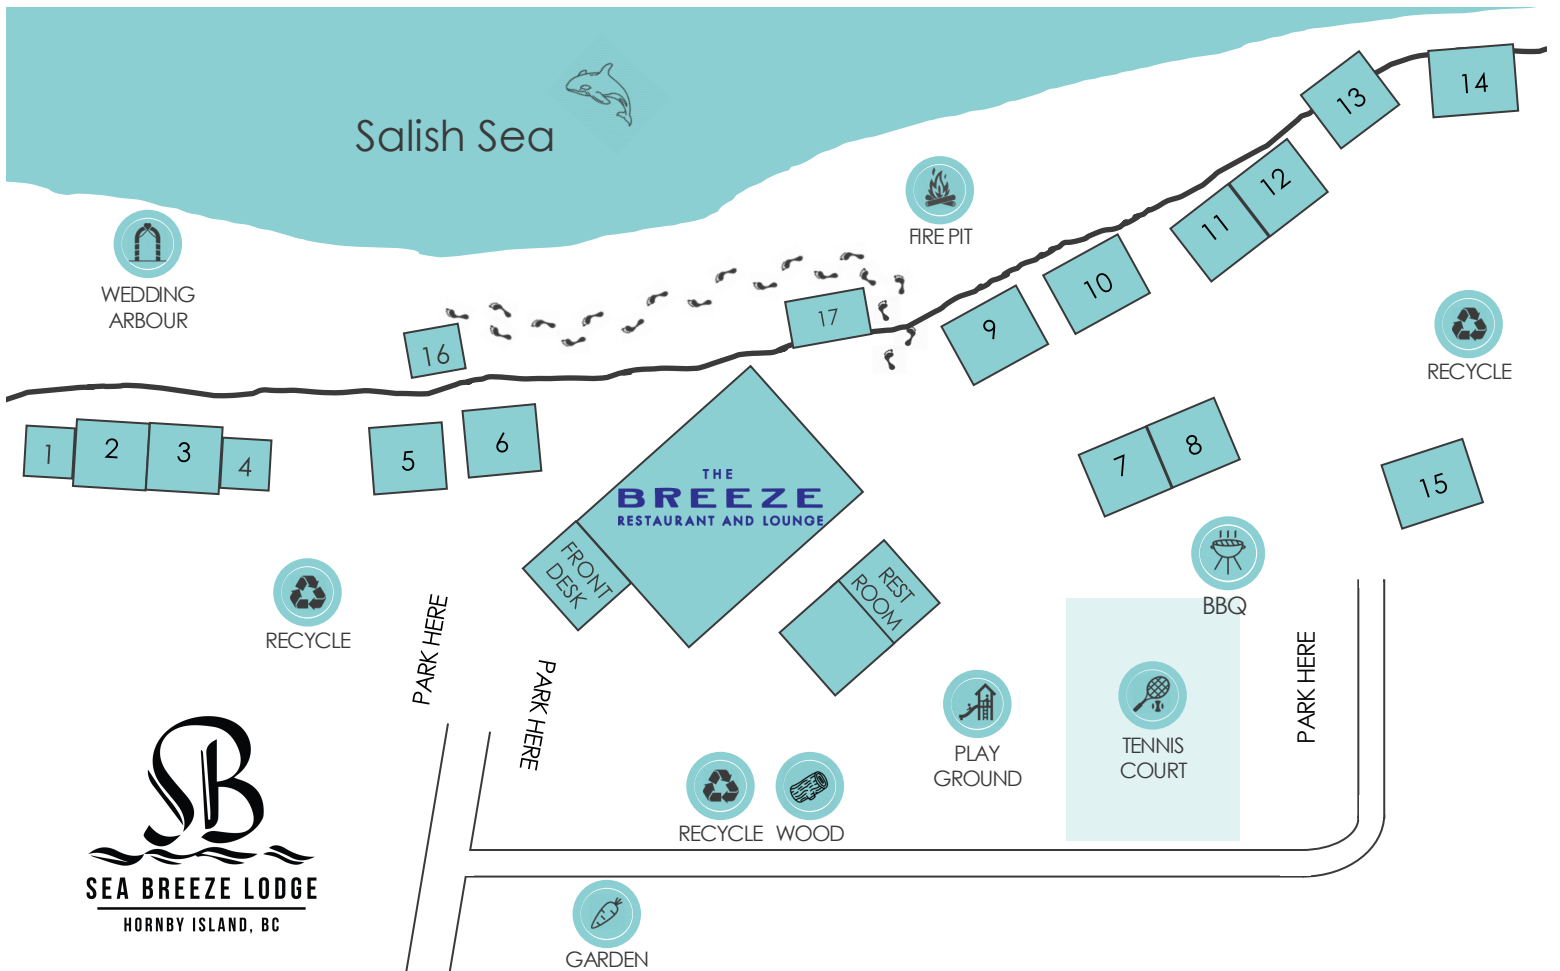 Salish Sea
13
14
12
11
FIRE PIT
WEDDING
ARBOUR
10
17
9
16
RECYCLE
1
2
3
4
5
6
THE
BREEZE
RESTAURANT AND LOUNGE
7
8
15
FRONT
DESK
REST
ROOM
BBQ
RECYCLE
PARK HERE
PARK HERE
PARK HERE
PLAY
GROUND
TENNIS
COURT
RECYCLE
WOOD
SB
SEA BREEZE LODGE
HORNBY ISLAND, BC
GARDEN